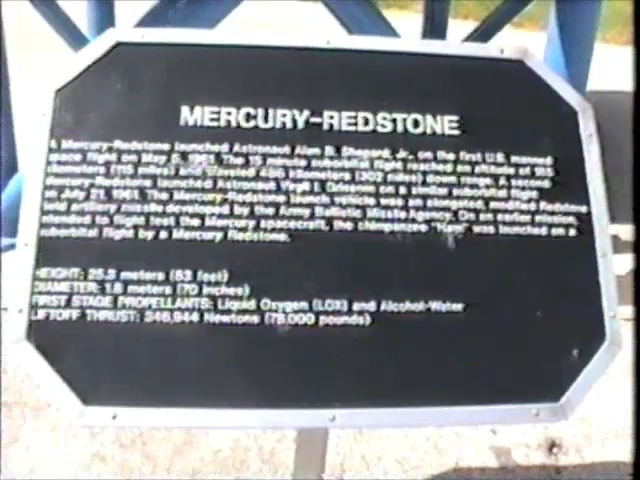 MERCURY-REDSTONE
A Mercury-Redstone launched Astronaut Alan B. Shepard, Jr., on the first U.S. manned
space flight on May 5, 1961. The 15 minute suborbital flight reached an altitude of 185
kilometers (115 miles) and traveled 486 kilometers (302 miles) down range. A second
Mercury-Redstone launched Astronaut Virgil I. Grissom on a similar suborbital flight
on July 21, 1961. The Mercury-Redstone launch vehicle was an elongated, modified Redstone
artillery missile developed by the Army Ballistic Missile Agency. On an earlier mission,
intended to flight test the Mercury spacecraft, the chimpanzee "Ham" was launched on a
suborbital flight by a Mercury Redstone.
HEIGHT: 25.3 meters (83 feet)
DIAMETER: 1.8 meters (70 inches)
FIRST STAGE PROPELLANTS: Liquid Oxygen (LOX) and Alcohol-Water
LIFTOFF THRUST: 346,944 Newtons (78,000 pounds)